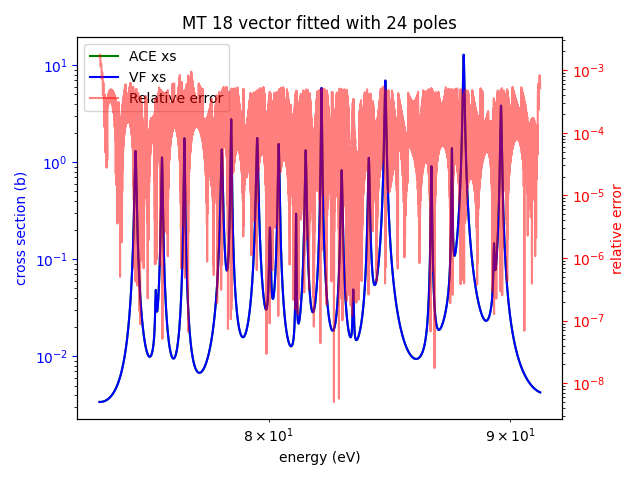 MT 18 vector fitted with 24 poles
ACE xs
VF xs
Relative error
10¹
10⁰
10⁻¹
10⁻²
cross section (b)
10⁻³
10⁻⁴
10⁻⁵
10⁻⁶
10⁻⁷
10⁻⁸
relative error
8 × 10¹
9 × 10¹
energy (eV)